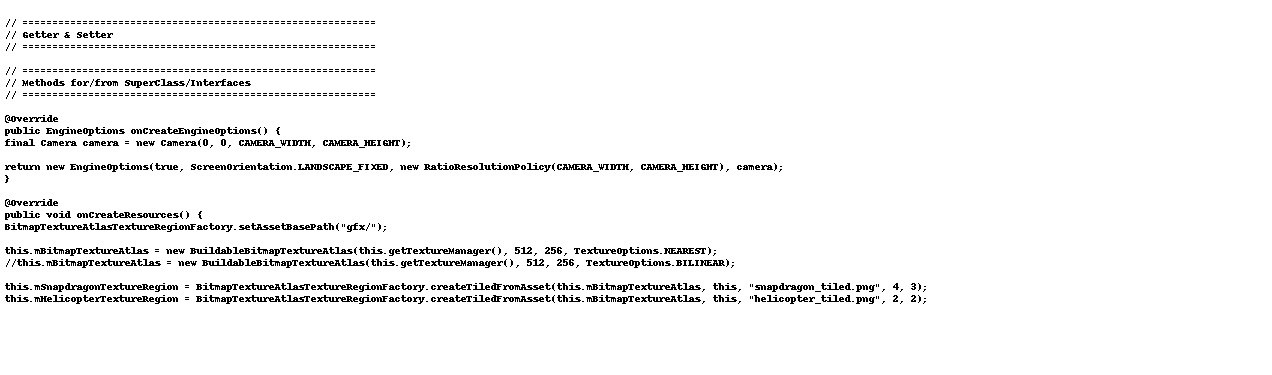 // ===========================================================
// Getter & Setter
// ===========================================================
// ===========================================================
// Methods for/from SuperClass/Interfaces
// ===========================================================
@Override
public EngineOptions onCreateEngineOptions() {
final Camera camera = new Camera(0, 0, CAMERA_WIDTH, CAMERA_HEIGHT);
return new EngineOptions(true, ScreenOrientation.LANDSCAPE_FIXED, new RatioResolutionPolicy(CAMERA_WIDTH, CAMERA_HEIGHT), camera);
}
@Override
public void onCreateResources() {
BitmapTextureAtlasTextureRegionFactory.setAssetBasePath("gfx/");
this.mBitmapTextureAtlas = new BuildableBitmapTextureAtlas(this.getTextureManager(), 512, 256, TextureOptions.NEAREST);
//this.mBitmapTextureAtlas = new BuildableBitmapTextureAtlas(this.getTextureManager(), 512, 256, TextureOptions.BILINEAR);
this.mSnapdragonTextureRegion = BitmapTextureAtlasTextureRegionFactory.createTiledFromAsset(this.mBitmapTextureAtlas, this, "snapdragon_tiled.png", 4, 3);
this.mHelicopterTextureRegion = BitmapTextureAtlasTextureRegionFactory.createTiledFromAsset(this.mBitmapTextureAtlas, this, "helicopter_tiled.png", 2, 2);